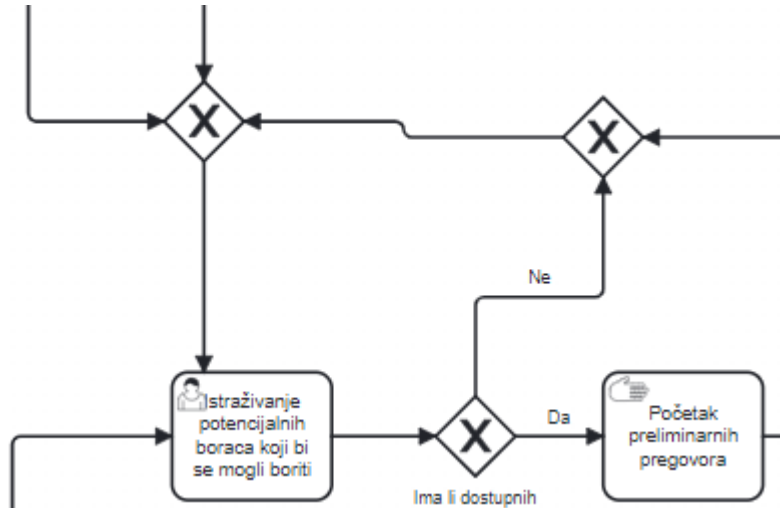 Ne
Istraživanje
potencijalnih
boraca koji bi
se mogli boriti
Da
Početak
preliminarnih
pregovora
Ima li dostupnih